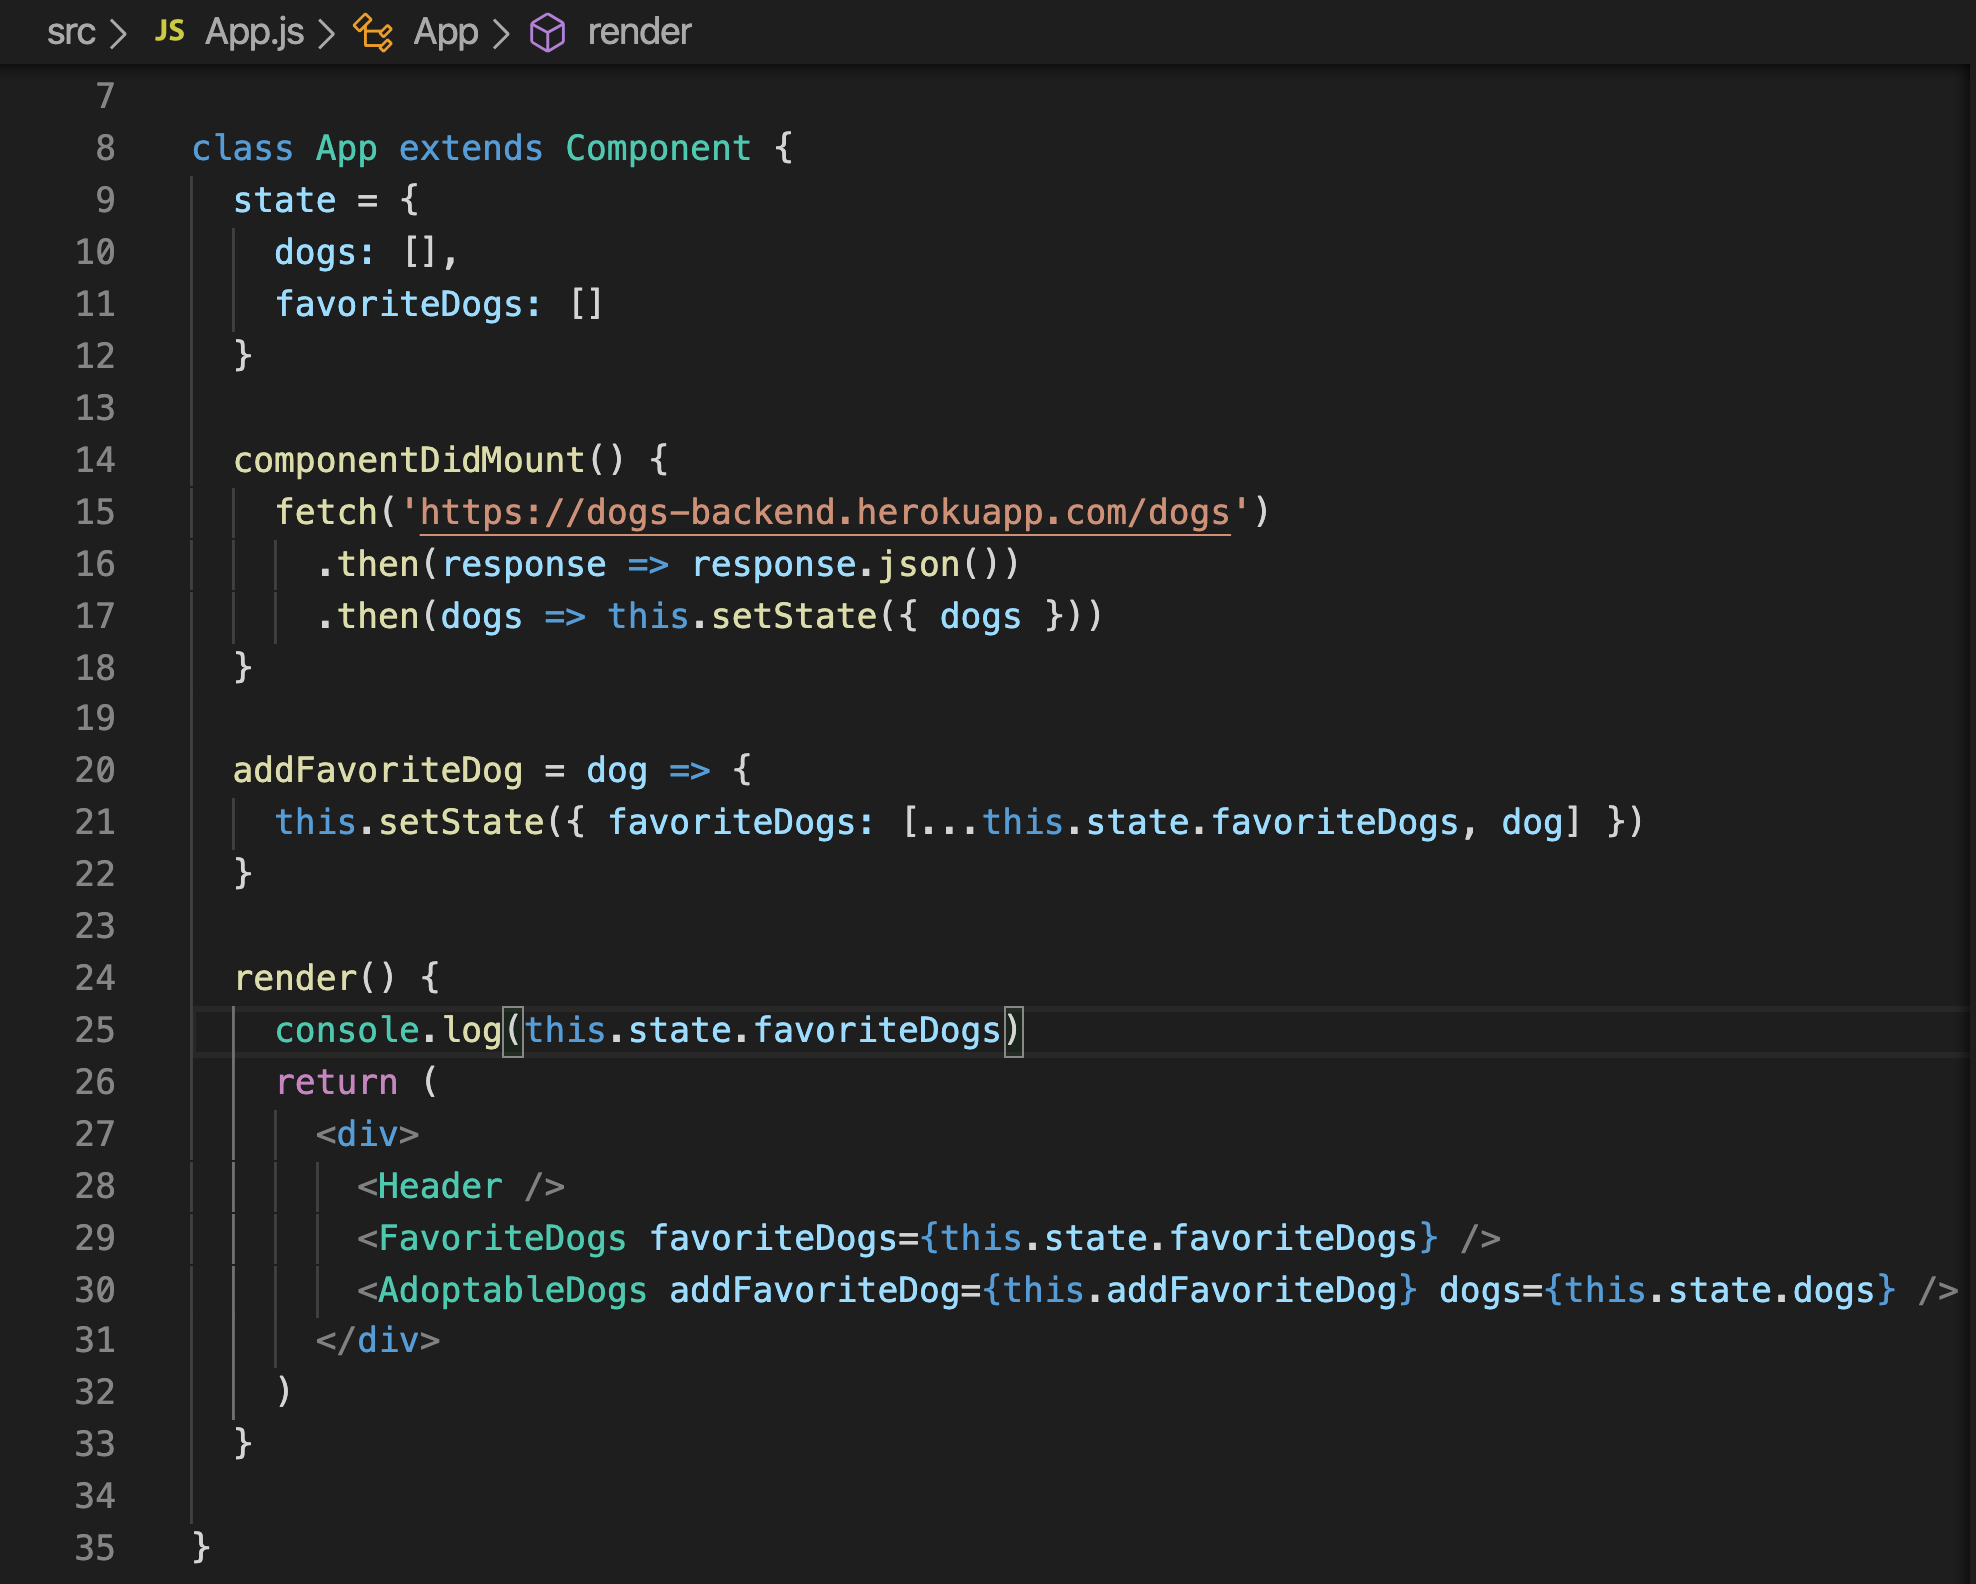 src > JS App.js > App > render
7
8 class App extends Component {
9   state = {
10     dogs: [],
11     favoriteDogs: []
12   }
13
14   componentDidMount() {
15     fetch('https://dogs-backend.herokuapp.com/dogs')
16       .then(response => response.json())
17       .then(dogs => this.setState({ dogs }))
18   }
19
20   addFavoriteDog = dog => {
21     this.setState({ favoriteDogs: [...this.state.favoriteDogs, dog] })
22   }
23
24   render() {
25     console.log(this.state.favoriteDogs)
26     return (
27       <div>
28         <Header />
29         <FavoriteDogs favoriteDogs={this.state.favoriteDogs} />
30         <AdoptableDogs addFavoriteDog={this.addFavoriteDog} dogs={this.state.dogs} />
31       </div>
32     )
33   }
34
35 }